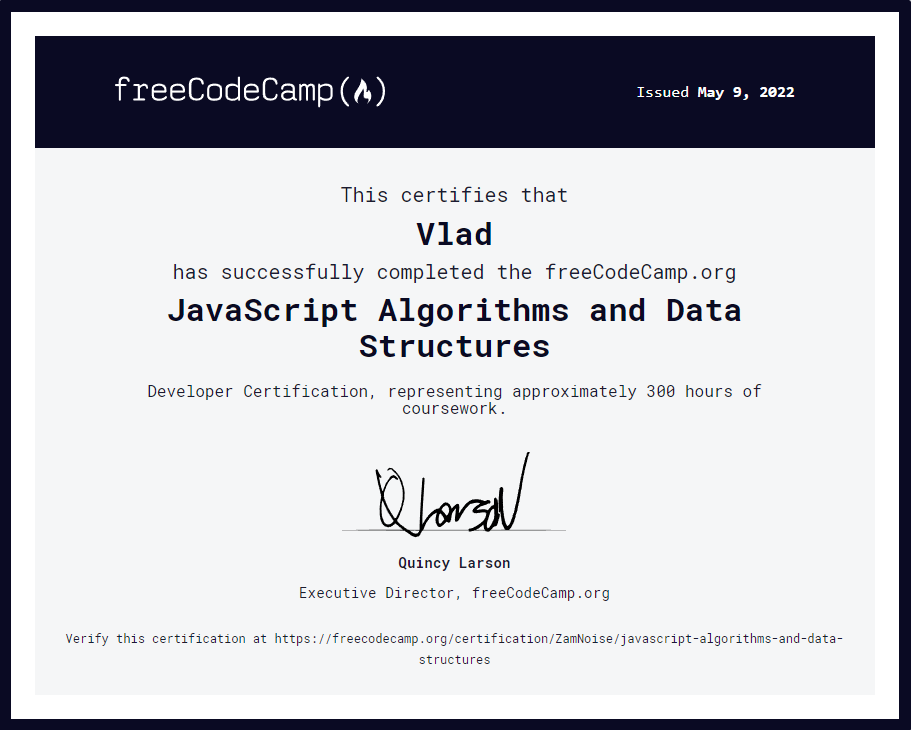 freeCodeCamp(🔥)
Issued May 9, 2022
This certifies that
Vlad
has successfully completed the freeCodeCamp.org
JavaScript Algorithms and Data
Structures
Developer Certification, representing approximately 300 hours of
coursework.
QLarson
Quincy Larson
Executive Director, freeCodeCamp.org
Verify this certification at https://freecodecamp.org/certification/ZamNoise/javascript-algorithms-and-data-
structures